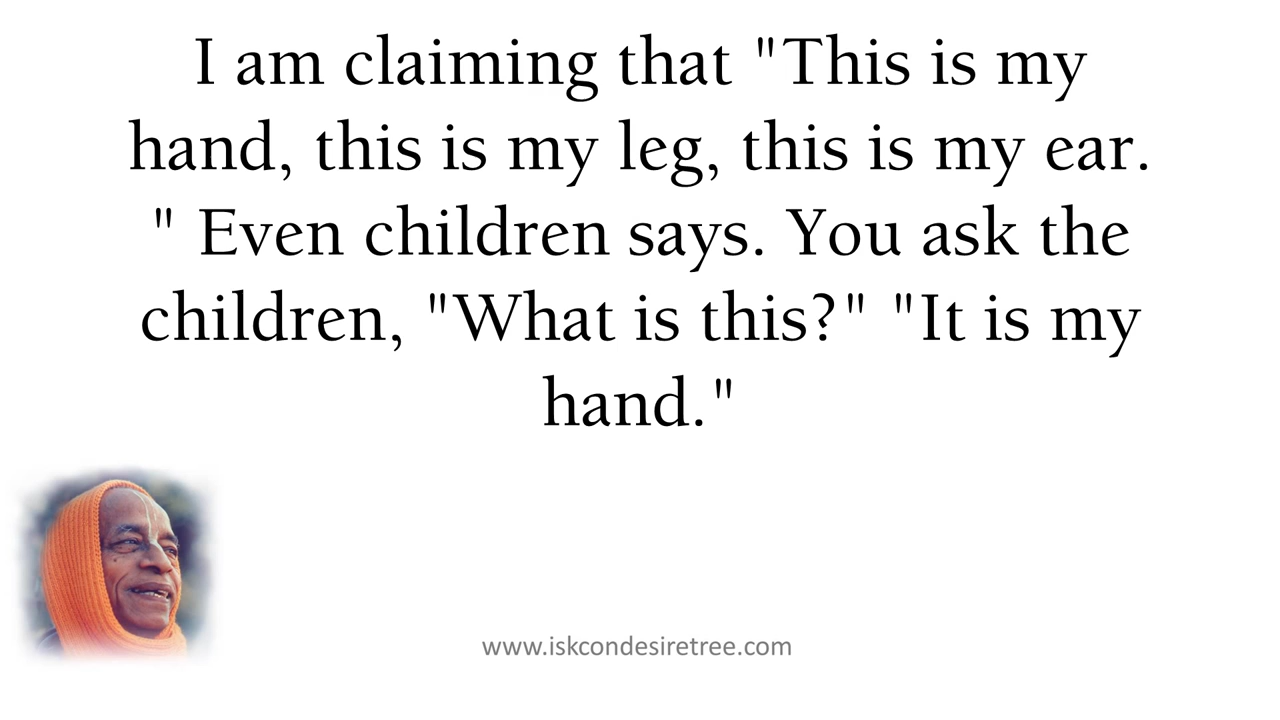 I am claiming that "This is my
hand, this is my leg, this is my ear.
" Even children says. You ask the
children, "What is this?" "It is my
hand."
www.iskcondesiretree.com